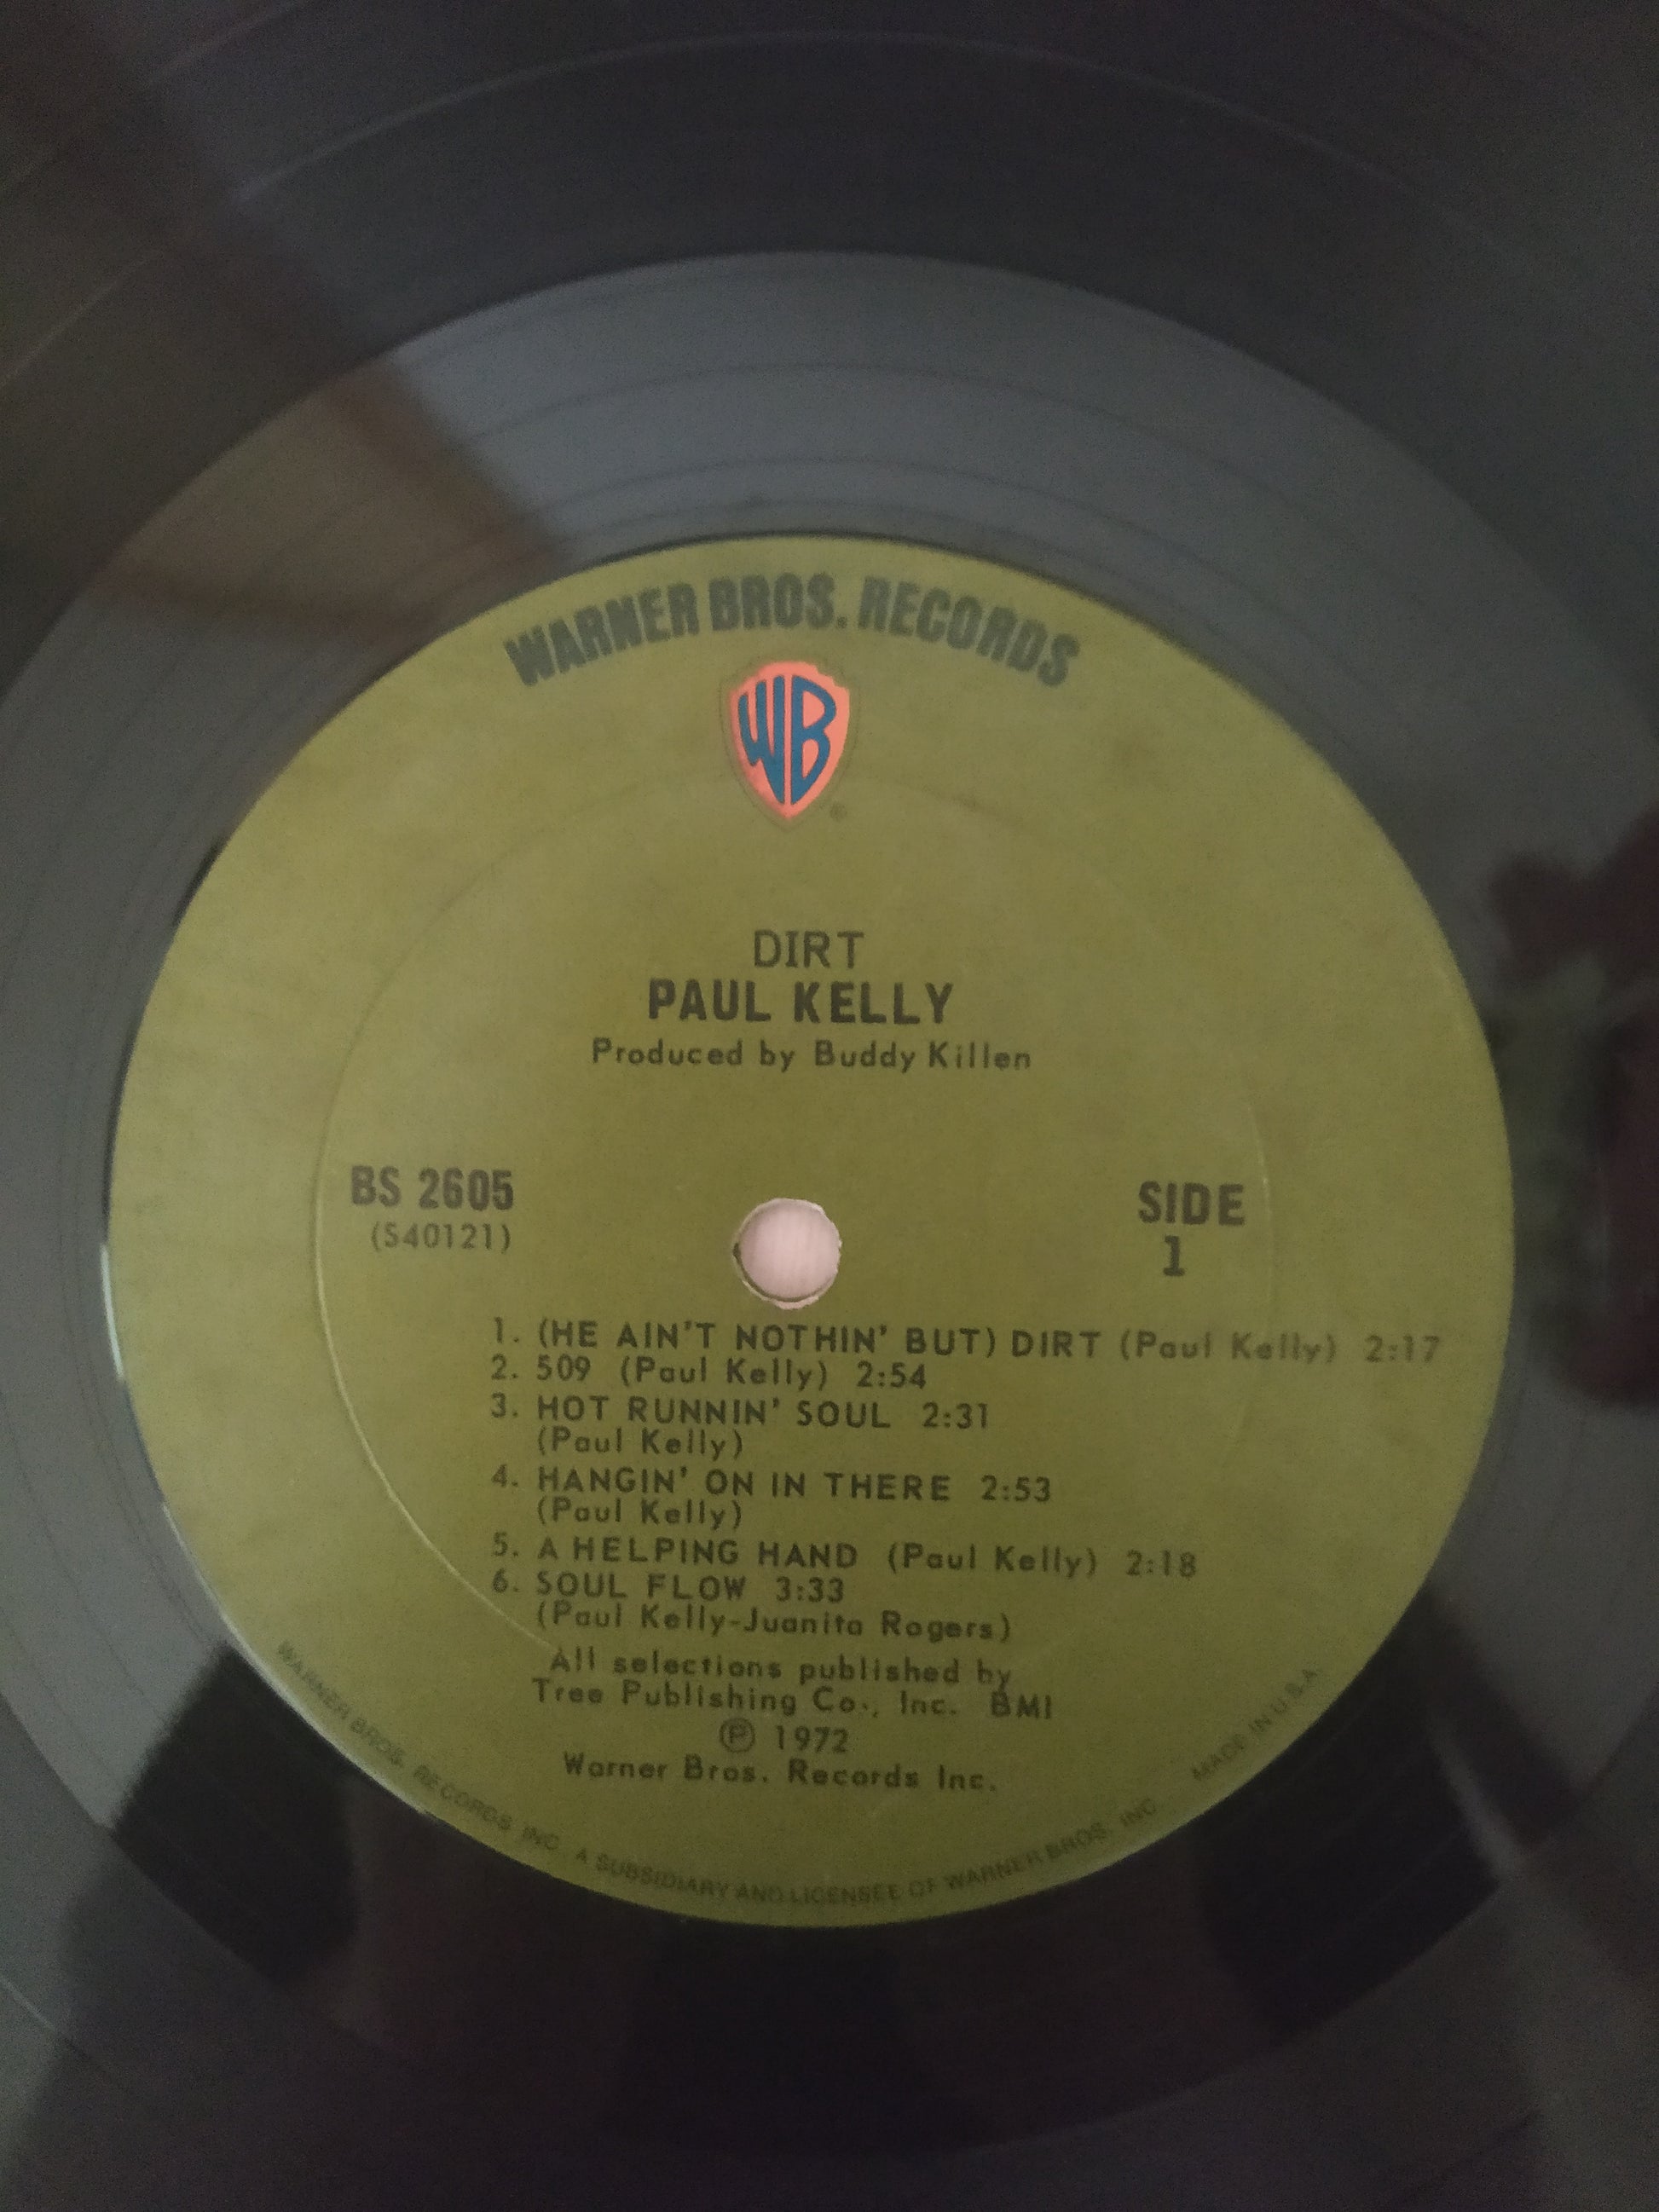 WARNER BROS. RECORDS
WB
®
DIRT
PAUL KELLY
Produced by Buddy Killen
BS 2605
(S40121)
SIDE
1
1. (HE AIN'T NOTHIN' BUT) DIRT (Paul Kelly) 2:17
2. 509 (Paul Kelly) 2:54
3. HOT RUNNIN' SOUL 2:31
(Paul Kelly)
4. HANGIN' ON IN THERE 2:53
(Paul Kelly)
5. A HELPING HAND (Paul Kelly) 2:18
6. SOUL FLOW 3:33
(Paul Kelly-Juanita Rogers)
All selections published by
Tree Publishing Co., Inc. BMI
℗ 1972
Warner Bros. Records Inc.
WARNER BROS. RECORDS INC. A SUBSIDIARY AND LICENSEE OF WARNER BROS. INC. MADE IN U.S.A.